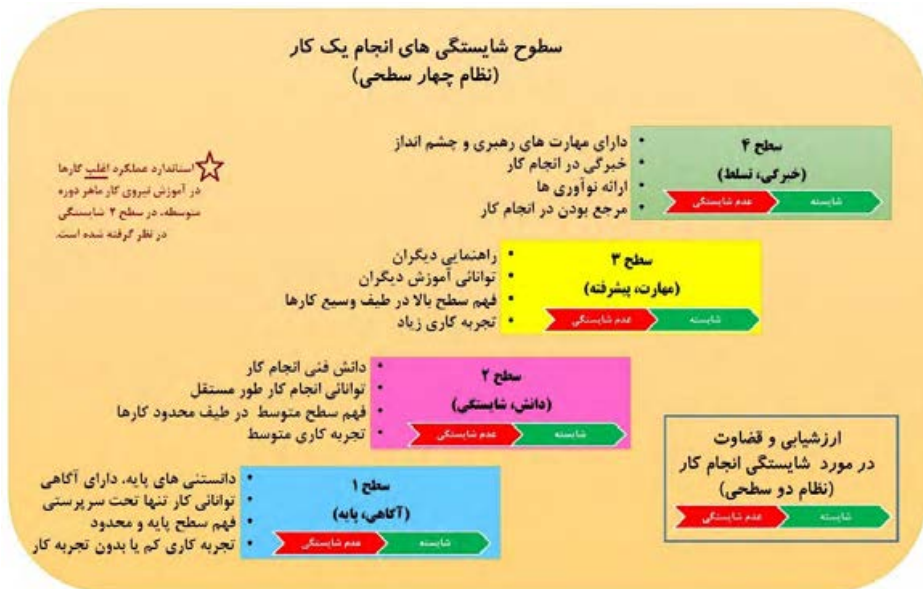 سطوح شایستگی های انجام یک کار
(نظام چهار سطحی)
سطح ۴
(خبرگی، تسلط)
شایسته
عدم شایستگی
• دارای مهارت های رهبری و چشم انداز
• خبرگی در انجام کار
• ارائه نوآوری ها
• مرجع بودن در انجام کار
استاندارد عملکرد اغلب کارها
در آموزش نیروی کار ماهر دوره
متوسطه، در سطح ۲ شایستگی
در نظر گرفته شده است.
سطح ۳
(مهارت، پیشرفته)
شایسته
عدم شایستگی
• راهنمایی دیگران
• توانائی آموزش دیگران
• فهم سطح بالا در طیف وسیع کارها
• تجربه کاری زیاد
سطح ۲
(دانش، شایستگی)
شایسته
عدم شایستگی
• دانش فنی انجام کار
• توانائی انجام کار طور مستقل
• فهم سطح متوسط در طیف محدود کارها
• تجربه کاری متوسط
ارزشیابی و قضاوت
در مورد شایستگی انجام کار
(نظام دو سطحی)
شایسته
عدم شایستگی
سطح ۱
(آگاهی، پایه)
شایسته
عدم شایستگی
• دانستنی های پایه، دارای آگاهی
• توانائی کار تنها تحت سرپرستی
• فهم سطح پایه و محدود
• تجربه کاری کم یا بدون تجربه کار